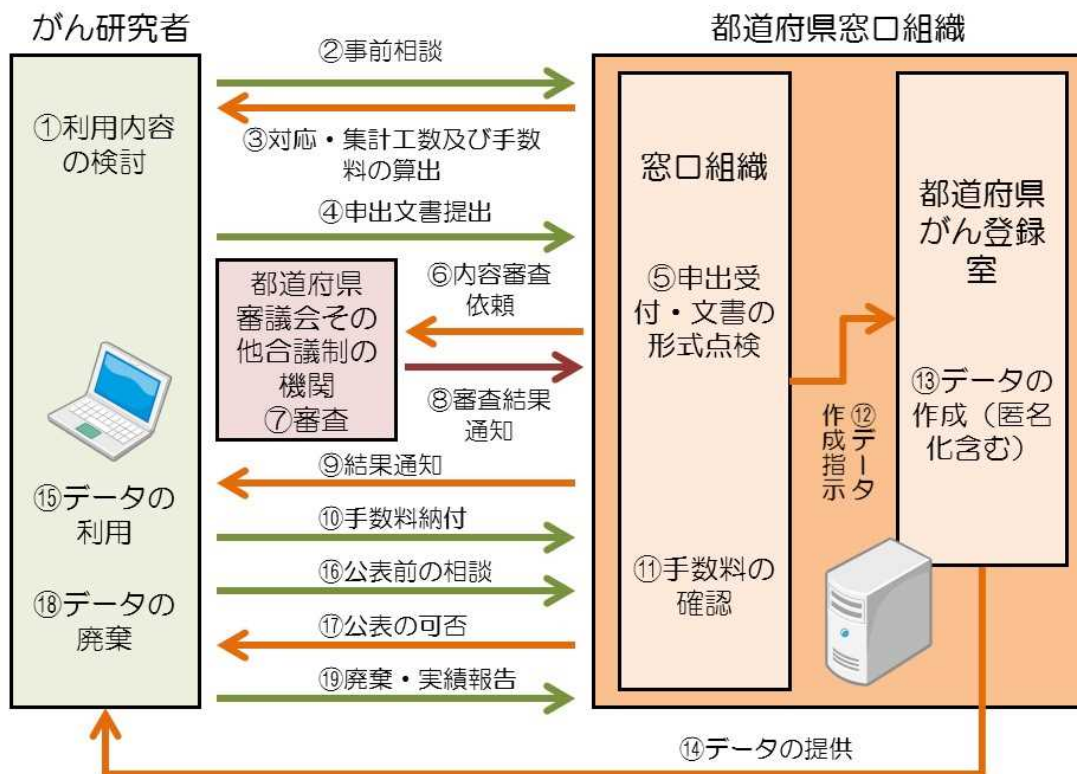 がん研究者
都道府県窓口組織
①利用内容
の検討
②事前相談
③対応・集計工数及び手数
料の算出
④申出文書提出
窓口組織
⑤申出受
付・文書の
形式点検
⑥内容審査
依頼
都道府県
審議会その
他合議制の
機関
⑦審査
⑧審査結果
通知
⑨結果通知
⑩手数料納付
⑪手数料の
確認
⑫データ
作成指示
都道府県
がん登録
室
⑬データの
作成（匿名
化含む）
⑭データの提供
⑮データの
利用
⑯公表前の相談
⑰公表の可否
⑱データの
廃棄
⑲廃棄・実績報告